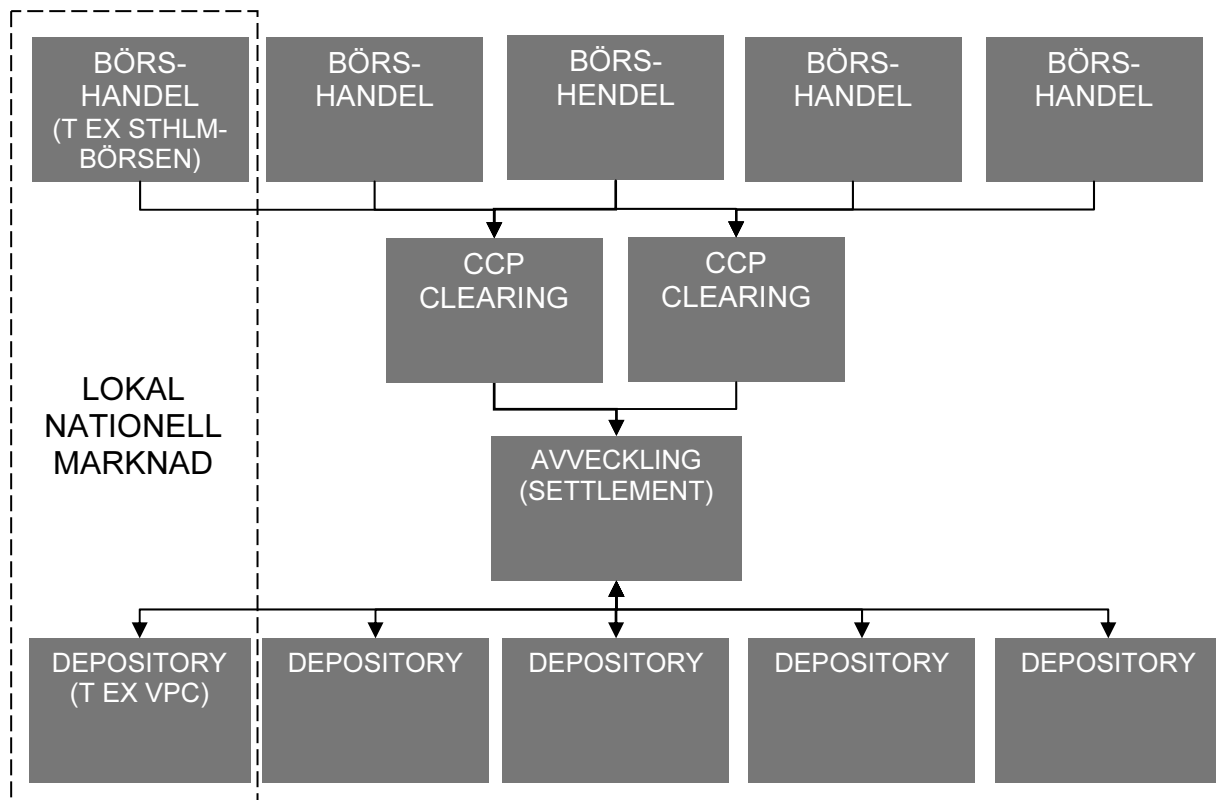 BÖRS-
HANDEL
(T EX STHLM-
BÖRSEN)
BÖRS-
HANDEL
BÖRS-
HENDEL
BÖRS-
HANDEL
BÖRS-
HANDEL
CCP
CLEARING
CCP
CLEARING
LOKAL
NATIONELL
MARKNAD
AVVECKLING
(SETTLEMENT)
DEPOSITORY
(T EX VPC)
DEPOSITORY
DEPOSITORY
DEPOSITORY
DEPOSITORY